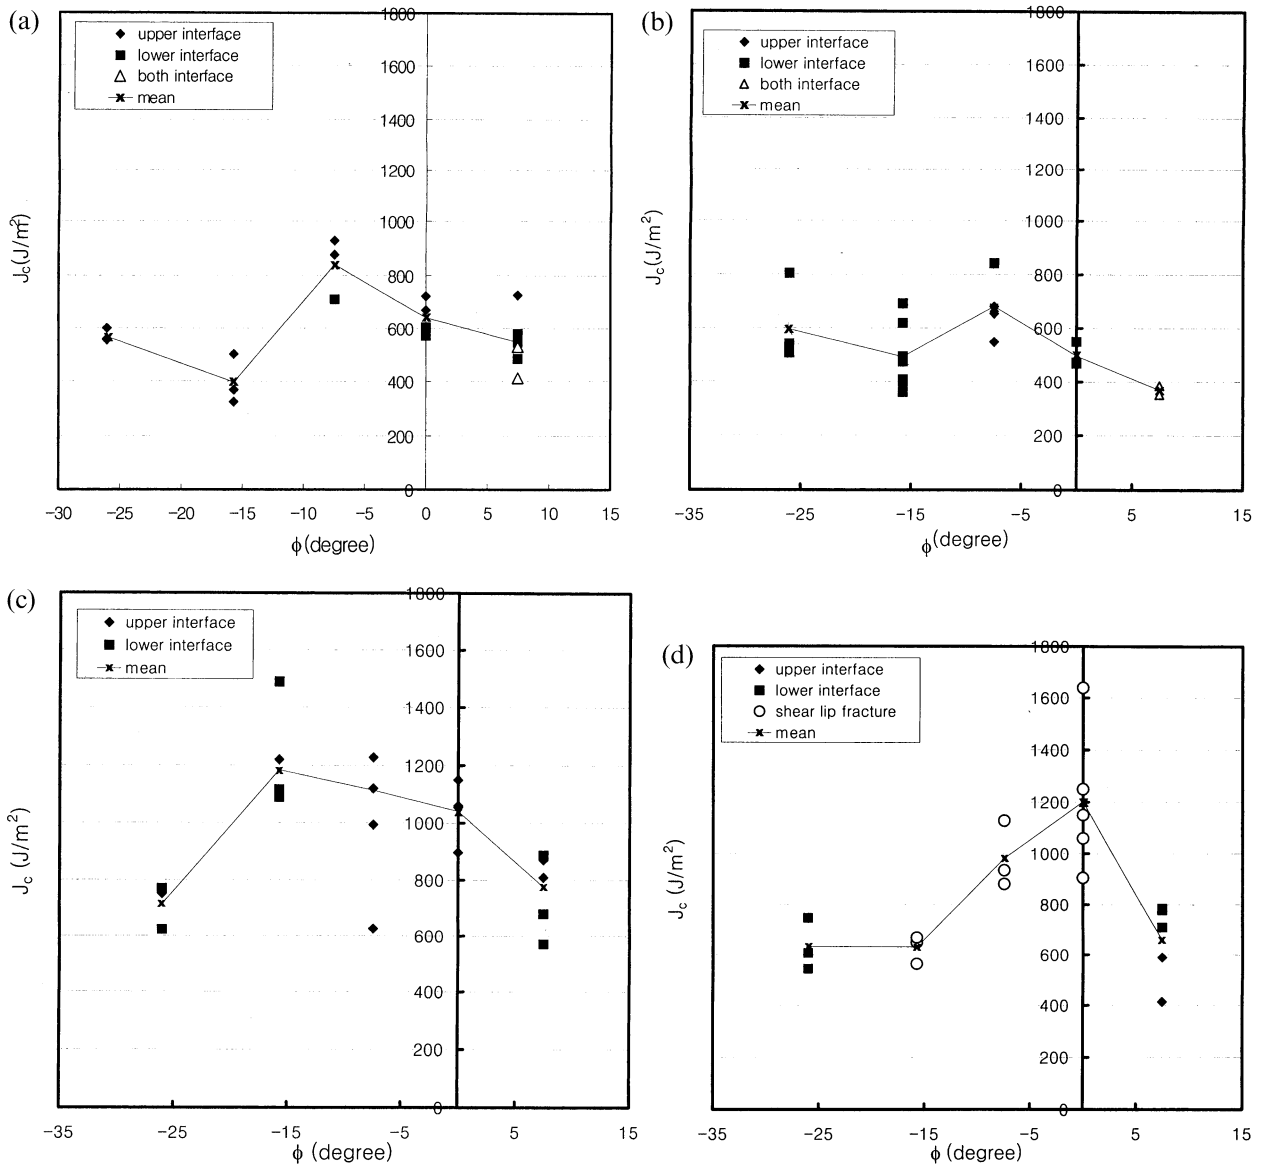 (a)
upper interface
lower interface
both interface
mean
1800
1600
1400
1200
1000
800
600
400
200
0
J_c (J/m²)
−30 −25 −20 −15 −10 −5 0 5 10 15
ϕ (degree)
(b)
upper interface
lower interface
both interface
mean
1800
1600
1400
1200
1000
800
600
400
200
0
J_c (J/m²)
−35 −25 −15 −5 5 15
ϕ (degree)
(c)
upper interface
lower interface
mean
1800
1600
1400
1200
1000
800
600
400
200
0
J_c (J/m²)
−35 −25 −15 −5 5 15
ϕ (degree)
(d)
upper interface
lower interface
shear lip fracture
mean
1800
1600
1400
1200
1000
800
600
400
200
0
J_c (J/m²)
−35 −25 −15 −5 5 15
ϕ (degree)